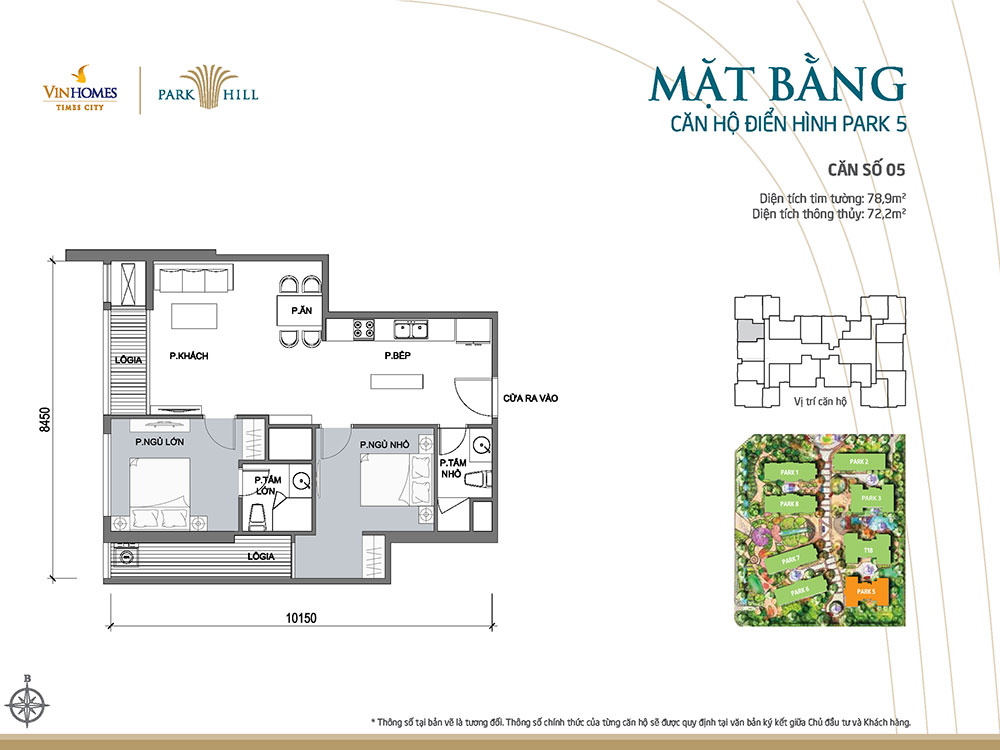 VINHOMES
TIMES CITY
PARK HILL
MẶT BẰNG
CĂN HỘ ĐIỂN HÌNH PARK 5
CĂN SỐ 05
Diện tích tim tường: 78,9m²
Diện tích thông thủy: 72,2m²
P.ĂN
LÔGIA
P.KHÁCH
P.BẾP
CỬA RA VÀO
8450
P.NGỦ LỚN
P.NGỦ NHỎ
P.TẮM
LỚN
P.TẮM
NHỎ
LÔGIA
10150
Vị trí căn hộ
PARK 1
PARK 2
PARK 8
PARK 3
PARK 7
T18
PARK 6
PARK 5
B
* Thông số tại bản vẽ là tương đối. Thông số chính thức của từng căn hộ sẽ được quy định tại văn bản ký kết giữa Chủ đầu tư và Khách hàng.